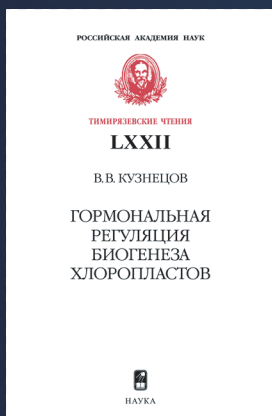 РОССИЙСКАЯ АКАДЕМИЯ НАУК
ТИМИРЯЗЕВСКИЕ ЧТЕНИЯ
LXXII
В.В. КУЗНЕЦОВ
ГОРМОНАЛЬНАЯ
РЕГУЛЯЦИЯ
БИОГЕНЕЗА
ХЛОРОПЛАСТОВ
НАУКА